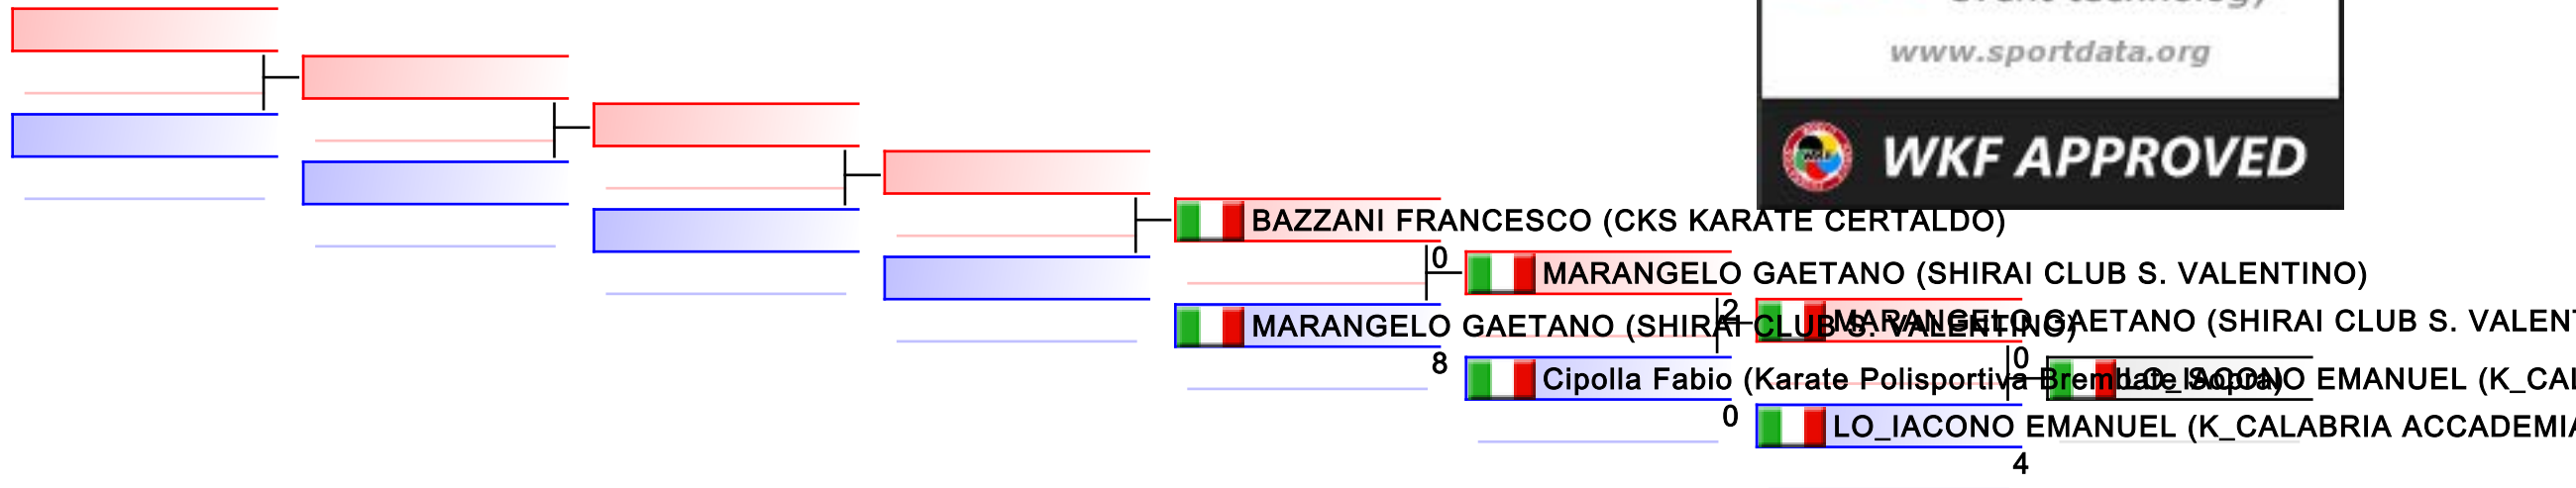 www.sportdata.org
WKF APPROVED
BAZZANI FRANCESCO (CKS KARATE CERTALDO)
0
MARANGELO GAETANO (SHIRAI CLUB S. VALENTINO)
2
MARANGELO GAETANO (SHIRAI CLUB S. VALENT
MARANGELO GAETANO (SHIRAI CLUB S. VALENTINO)
0
8
Cipolla Fabio (Karate Polisportiva Brembate Sopra)
LO_IACONO EMANUEL (K_CAL
0
LO_IACONO EMANUEL (K_CALABRIA ACCADEMIA
4